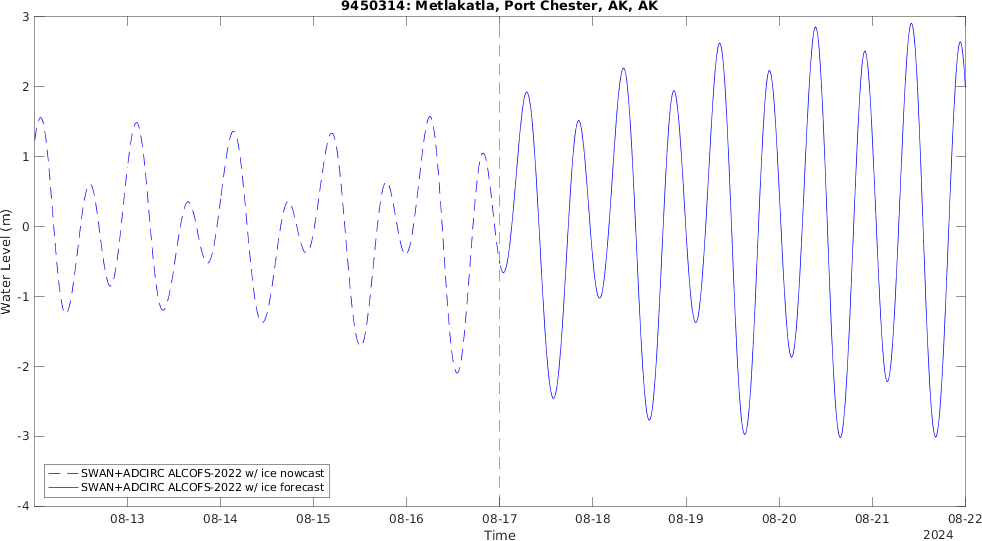 9450314: Metlakatla, Port Chester, AK, AK
3
2
1
0
-1
-2
-3
-4
Water Level (m)
SWAN+ADCIRC ALCOFS-2022 w/ ice nowcast
SWAN+ADCIRC ALCOFS-2022 w/ ice forecast
08-13 08-14 08-15 08-16 08-17 08-18 08-19 08-20 08-21 08-22
Time
2024